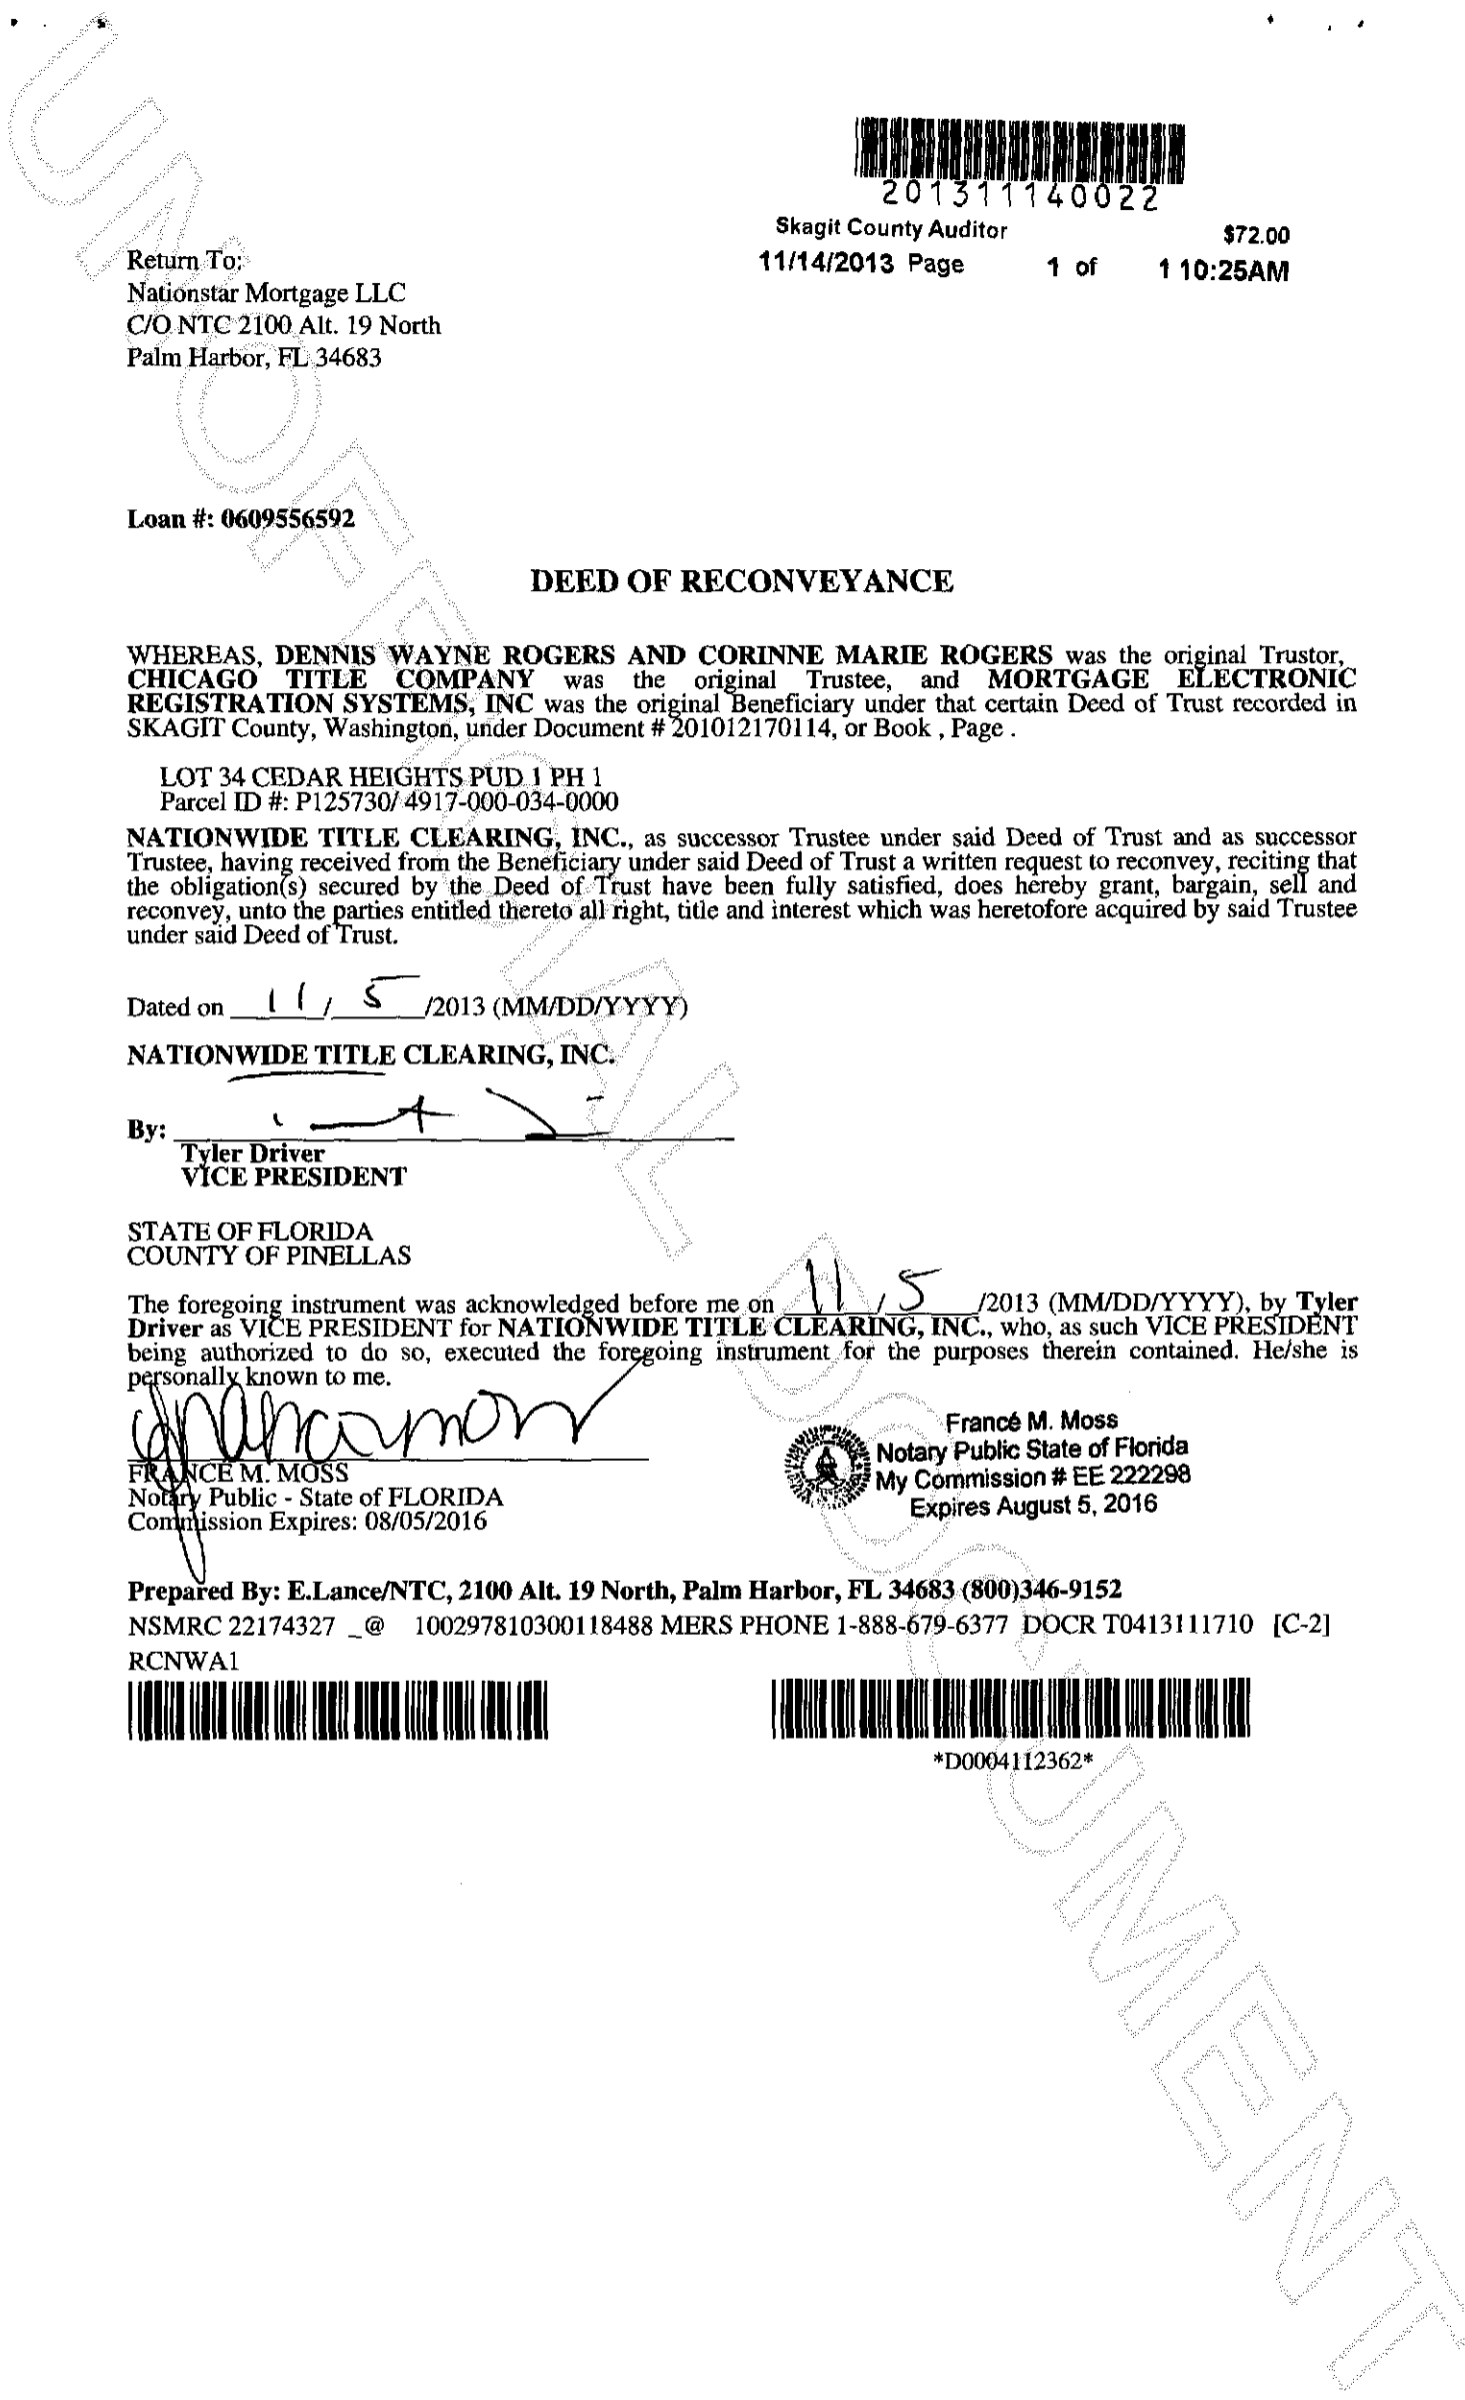 201311140022
Skagit County Auditor $72.00
11/14/2013 Page 1 of 1 10:25AM
Return To:
Nationstar Mortgage LLC
C/O NTC 2100 Alt. 19 North
Palm Harbor, FL 34683
Loan #: 0609556592
DEED OF RECONVEYANCE
WHEREAS, DENNIS WAYNE ROGERS AND CORINNE MARIE ROGERS was the original Trustor,
CHICAGO TITLE COMPANY was the original Trustee, and MORTGAGE ELECTRONIC
REGISTRATION SYSTEMS, INC was the original Beneficiary under that certain Deed of Trust recorded in
SKAGIT County, Washington, under Document # 201012170114, or Book , Page .
LOT 34 CEDAR HEIGHTS PUD 1 PH 1
Parcel ID #: P125730/ 4917-000-034-0000
NATIONWIDE TITLE CLEARING, INC., as successor Trustee under said Deed of Trust and as successor
Trustee, having received from the Beneficiary under said Deed of Trust a written request to reconvey, reciting that
the obligation(s) secured by the Deed of Trust have been fully satisfied, does hereby grant, bargain, sell and
reconvey, unto the parties entitled thereto all right, title and interest which was heretofore acquired by said Trustee
under said Deed of Trust.
Dated on 11/ 5 /2013 (MM/DD/YYYY)
NATIONWIDE TITLE CLEARING, INC.
By:
Tyler Driver
VICE PRESIDENT
STATE OF FLORIDA
COUNTY OF PINELLAS
The foregoing instrument was acknowledged before me on 11 / 5 /2013 (MM/DD/YYYY), by Tyler
Driver as VICE PRESIDENT for NATIONWIDE TITLE CLEARING, INC., who, as such VICE PRESIDENT
being authorized to do so, executed the foregoing instrument for the purposes therein contained. He/she is
personally known to me.
FRANCE M. MOSS
Notary Public - State of FLORIDA
Commission Expires: 08/05/2016
Francé M. Moss
Notary Public State of Florida
My Commission # EE 222298
Expires August 5, 2016
Prepared By: E.Lance/NTC, 2100 Alt. 19 North, Palm Harbor, FL 34683 (800)346-9152
NSMRC 22174327 _@ 100297810300118488 MERS PHONE 1-888-679-6377 DOCR T0413111710 [C-2]
RCNWA1
*D0004112362*
UNOFFICIAL DOCUMENT